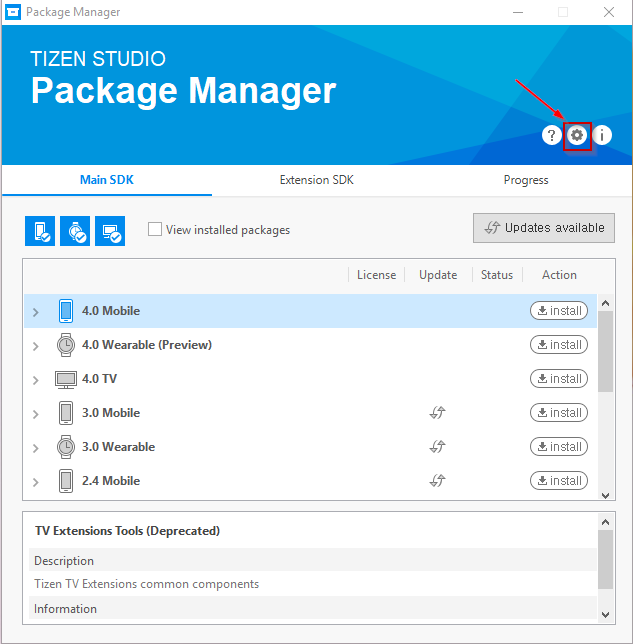 Package Manager
TIZEN STUDIO
Package Manager
?
i
Main SDK
Extension SDK
Progress
View installed packages
Updates available
License
Update
Status
Action
4.0 Mobile
install
4.0 Wearable (Preview)
install
4.0 TV
install
3.0 Mobile
install
3.0 Wearable
install
2.4 Mobile
install
TV Extensions Tools (Deprecated)
Description
Tizen TV Extensions common components
Information